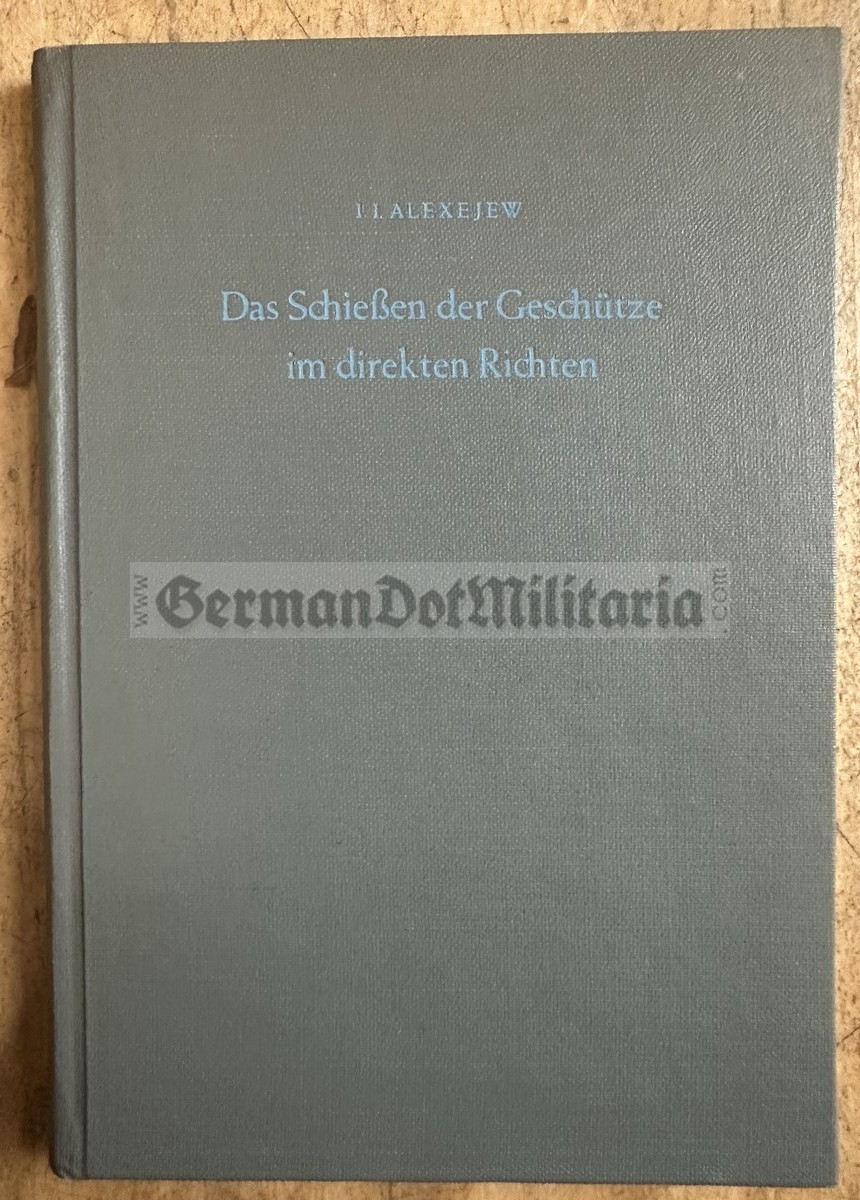 I. I. ALEXEJEW
Das Schießen der Geschütze
im direkten Richten
www.GermanDotMilitaria.com